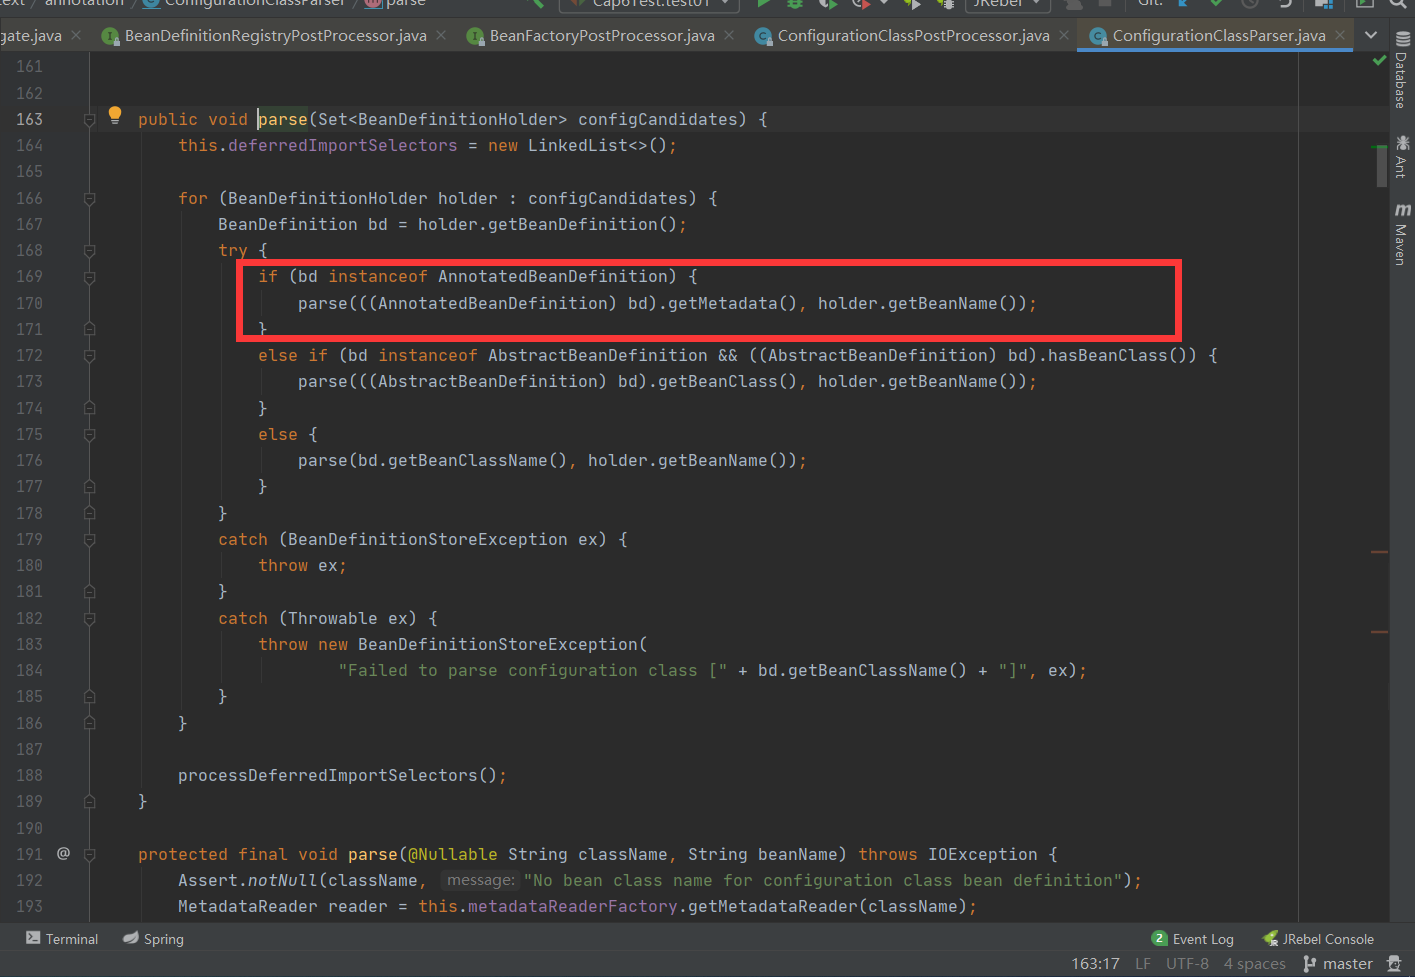 annotation / ConfigurationClassParser / parse Cap6Test.test01 JRebel Git:
gate.java BeanDefinitionRegistryPostProcessor.java BeanFactoryPostProcessor.java ConfigurationClassPostProcessor.java ConfigurationClassParser.java
161
162
163 public void parse(Set<BeanDefinitionHolder> configCandidates) {
164 this.deferredImportSelectors = new LinkedList<>();
165
166 for (BeanDefinitionHolder holder : configCandidates) {
167 BeanDefinition bd = holder.getBeanDefinition();
168 try {
169 if (bd instanceof AnnotatedBeanDefinition) {
170 parse(((AnnotatedBeanDefinition) bd).getMetadata(), holder.getBeanName());
171 }
172 else if (bd instanceof AbstractBeanDefinition && ((AbstractBeanDefinition) bd).hasBeanClass()) {
173 parse(((AbstractBeanDefinition) bd).getBeanClass(), holder.getBeanName());
174 }
175 else {
176 parse(bd.getBeanClassName(), holder.getBeanName());
177 }
178 }
179 catch (BeanDefinitionStoreException ex) {
180 throw ex;
181 }
182 catch (Throwable ex) {
183 throw new BeanDefinitionStoreException(
184 "Failed to parse configuration class [" + bd.getBeanClassName() + "]", ex);
185 }
186 }
187
188 processDeferredImportSelectors();
189 }
190
191 @ protected final void parse(@Nullable String className, String beanName) throws IOException {
192 Assert.notNull(className, message: "No bean class name for configuration class bean definition");
193 MetadataReader reader = this.metadataReaderFactory.getMetadataReader(className);
Database
Ant
m Maven
Terminal Spring 2 Event Log JRebel Console
163:17 LF UTF-8 4 spaces master